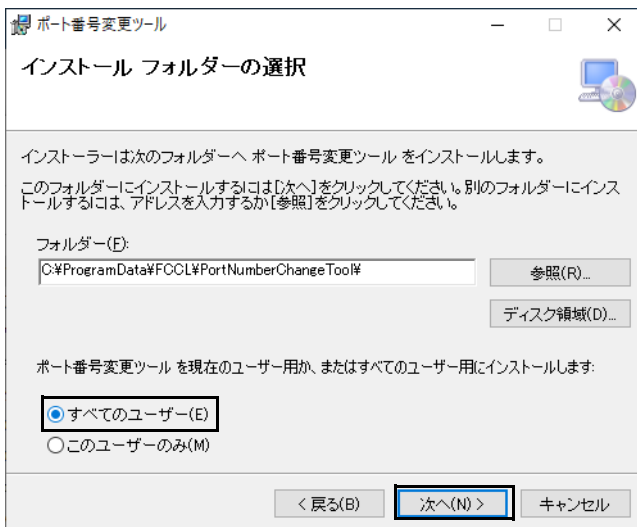 ポート番号変更ツール
インストール フォルダーの選択
インストーラーは次のフォルダーへ ポート番号変更ツール をインストールします。
このフォルダーにインストールするには[次へ]をクリックしてください。別のフォルダーにインス
トールするには、アドレスを入力するか[参照]をクリックしてください。
フォルダー(F):
C:¥ProgramData¥FCCL¥PortNumberChangeTool¥
参照(R)...
ディスク領域(D)...
ポート番号変更ツール を現在のユーザー用か、またはすべてのユーザー用にインストールします:
すべてのユーザー(E)
このユーザーのみ(M)
< 戻る(B)
次へ(N) >
キャンセル